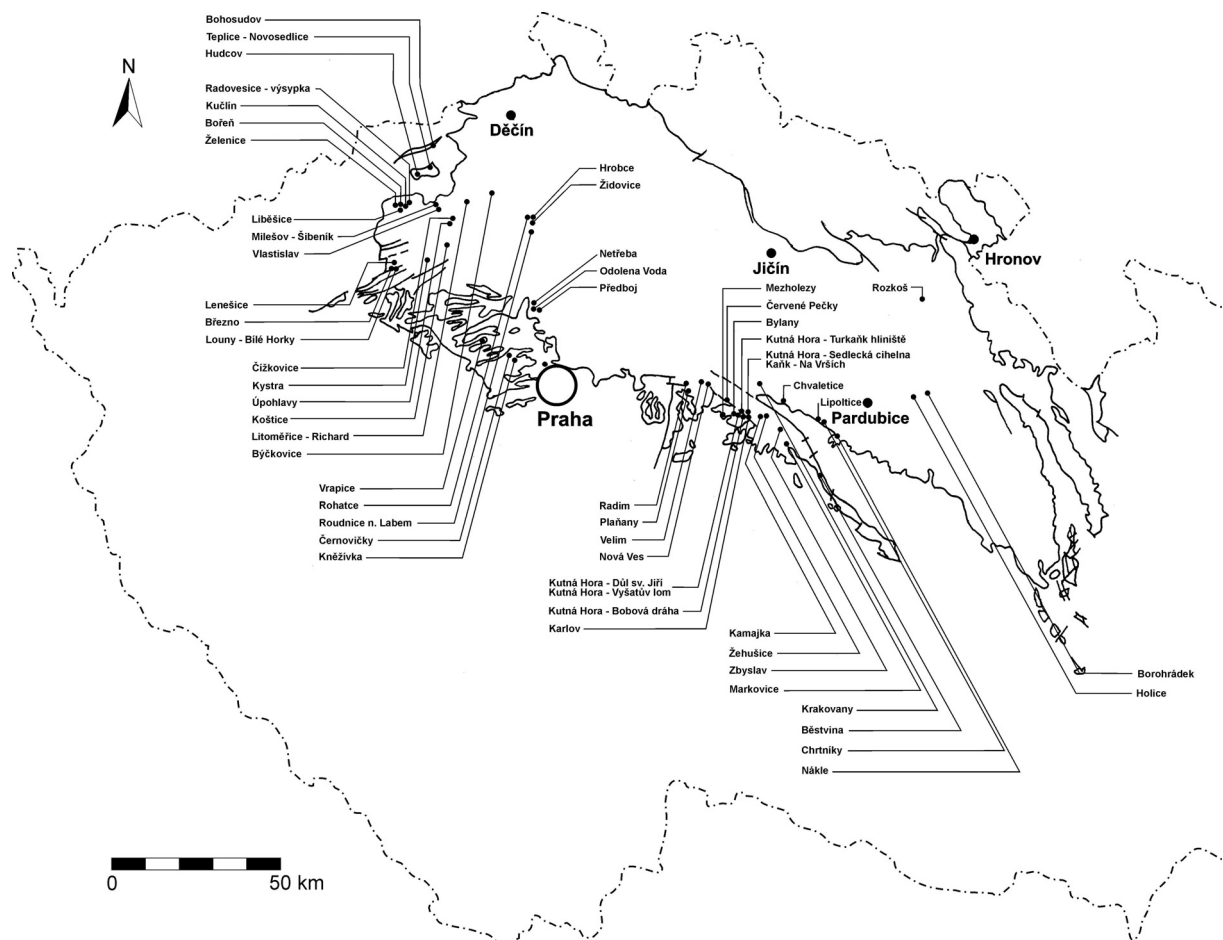 Bohosudov
Teplice - Novosedlice
Hudcov
N
Radovesice - výsypka
Kučlín
Bořeň
Želenice
Děčín
Hrobce
Židovice
Liběšice
Milešov - Šibeník
Vlastislav
Netřeba
Odolena Voda
Předboj
Jičín
Hronov
Mezholezy
Rozkoš
Červené Pečky
Bylany
Kutná Hora - Turkaňk hliniště
Kutná Hora - Sedlecká cihelna
Kaňk - Na Vrších
Chvaletice
Lipoltice
Pardubice
Lenešice
Březno
Louny - Bílé Horky
Praha
Čížkovice
Kystra
Úpohlavy
Koštice
Litoměřice - Richard
Býčkovice
Vrapice
Rohatce
Roudnice n. Labem
Černovičky
Kněžívka
Radim
Plaňany
Velim
Nová Ves
Kutná Hora - Důl sv. Jiří
Kutná Hora - Vyšatův lom
Kutná Hora - Bobová dráha
Karlov
Kamajka
Žehušice
Zbyslav
Markovice
Krakovany
Běstvina
Chrtníky
Nákle
Borohrádek
Holice
0 50 km